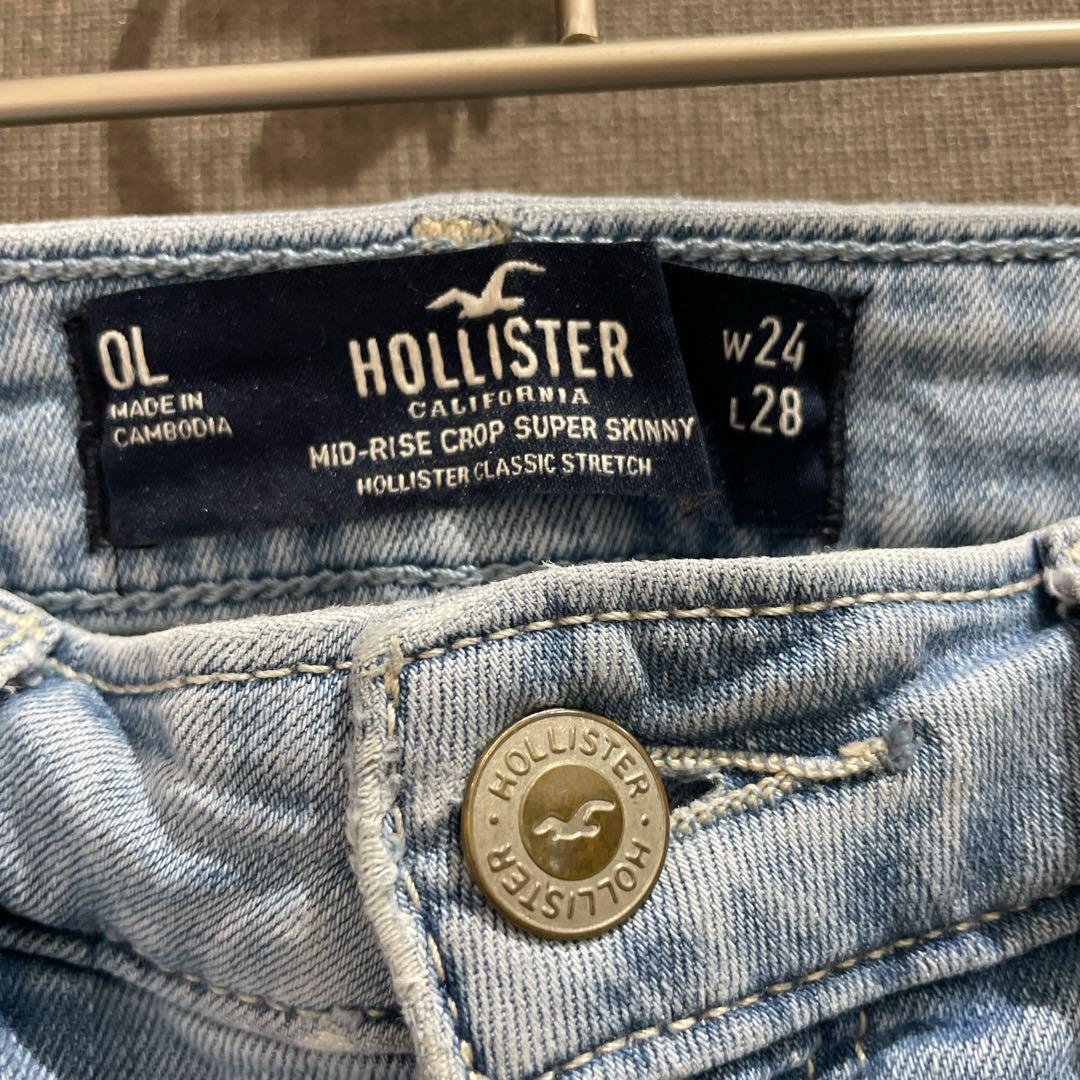 0L
MADE IN
CAMBODIA
HOLLISTER
CALIFORNIA
MID-RISE CROP SUPER SKINNY
HOLLISTER CLASSIC STRETCH
W24
L28
HOLLISTER · HOLLISTER ·